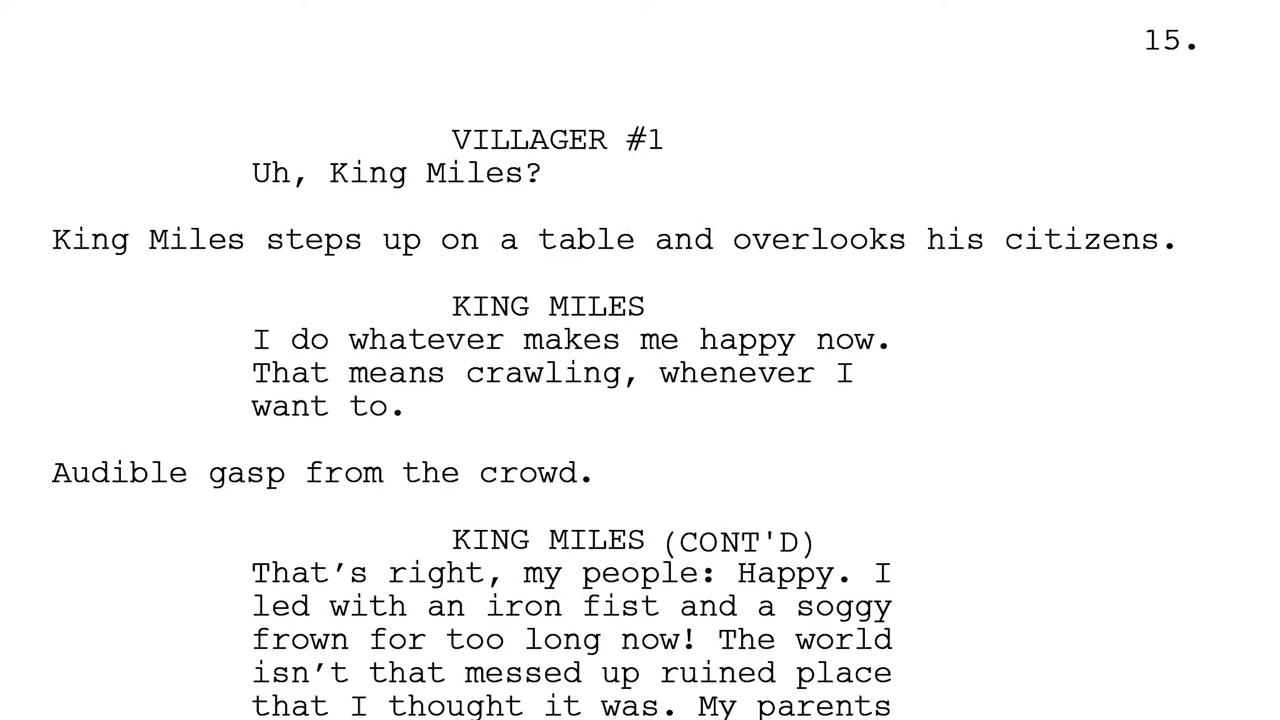 15.
VILLAGER #1
Uh, King Miles?
King Miles steps up on a table and overlooks his citizens.
KING MILES
I do whatever makes me happy now.
That means crawling, whenever I
want to.
Audible gasp from the crowd.
KING MILES (CONT'D)
That’s right, my people: Happy. I
led with an iron fist and a soggy
frown for too long now! The world
isn’t that messed up ruined place
that I thought it was. My parents